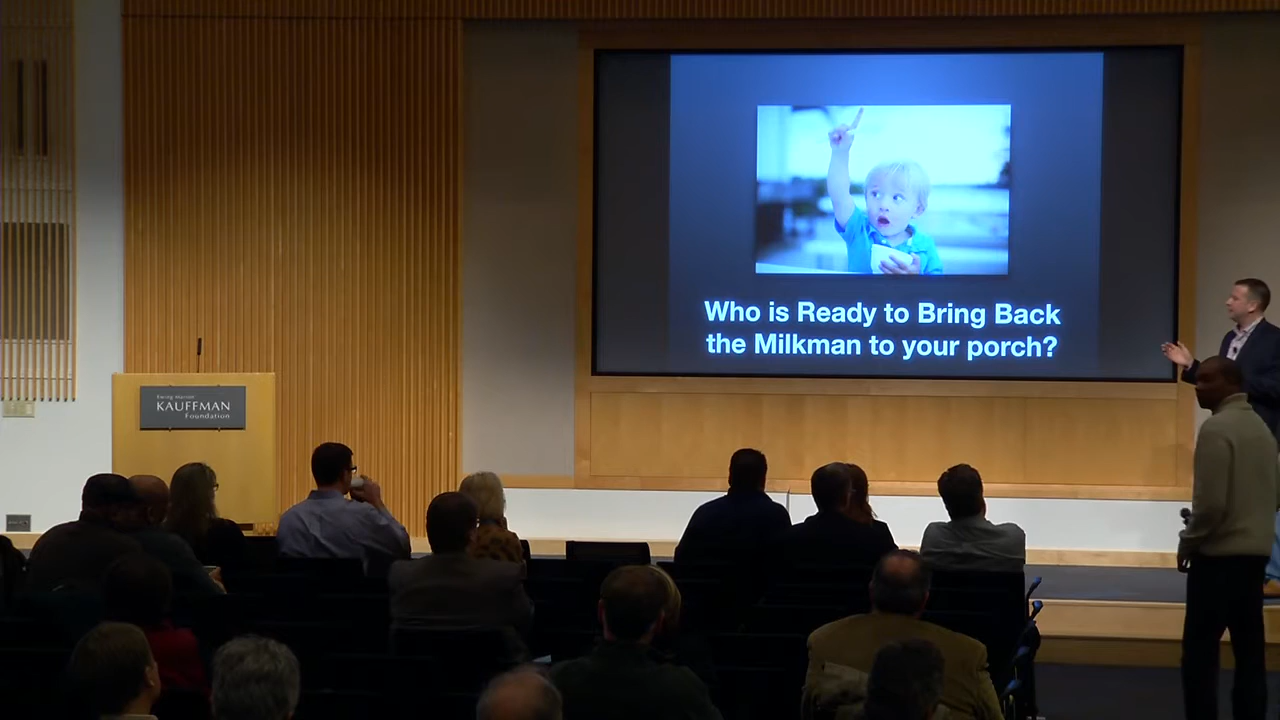 Who is Ready to Bring Back
the Milkman to your porch?
Ewing Marion
KAUFFMAN
Foundation